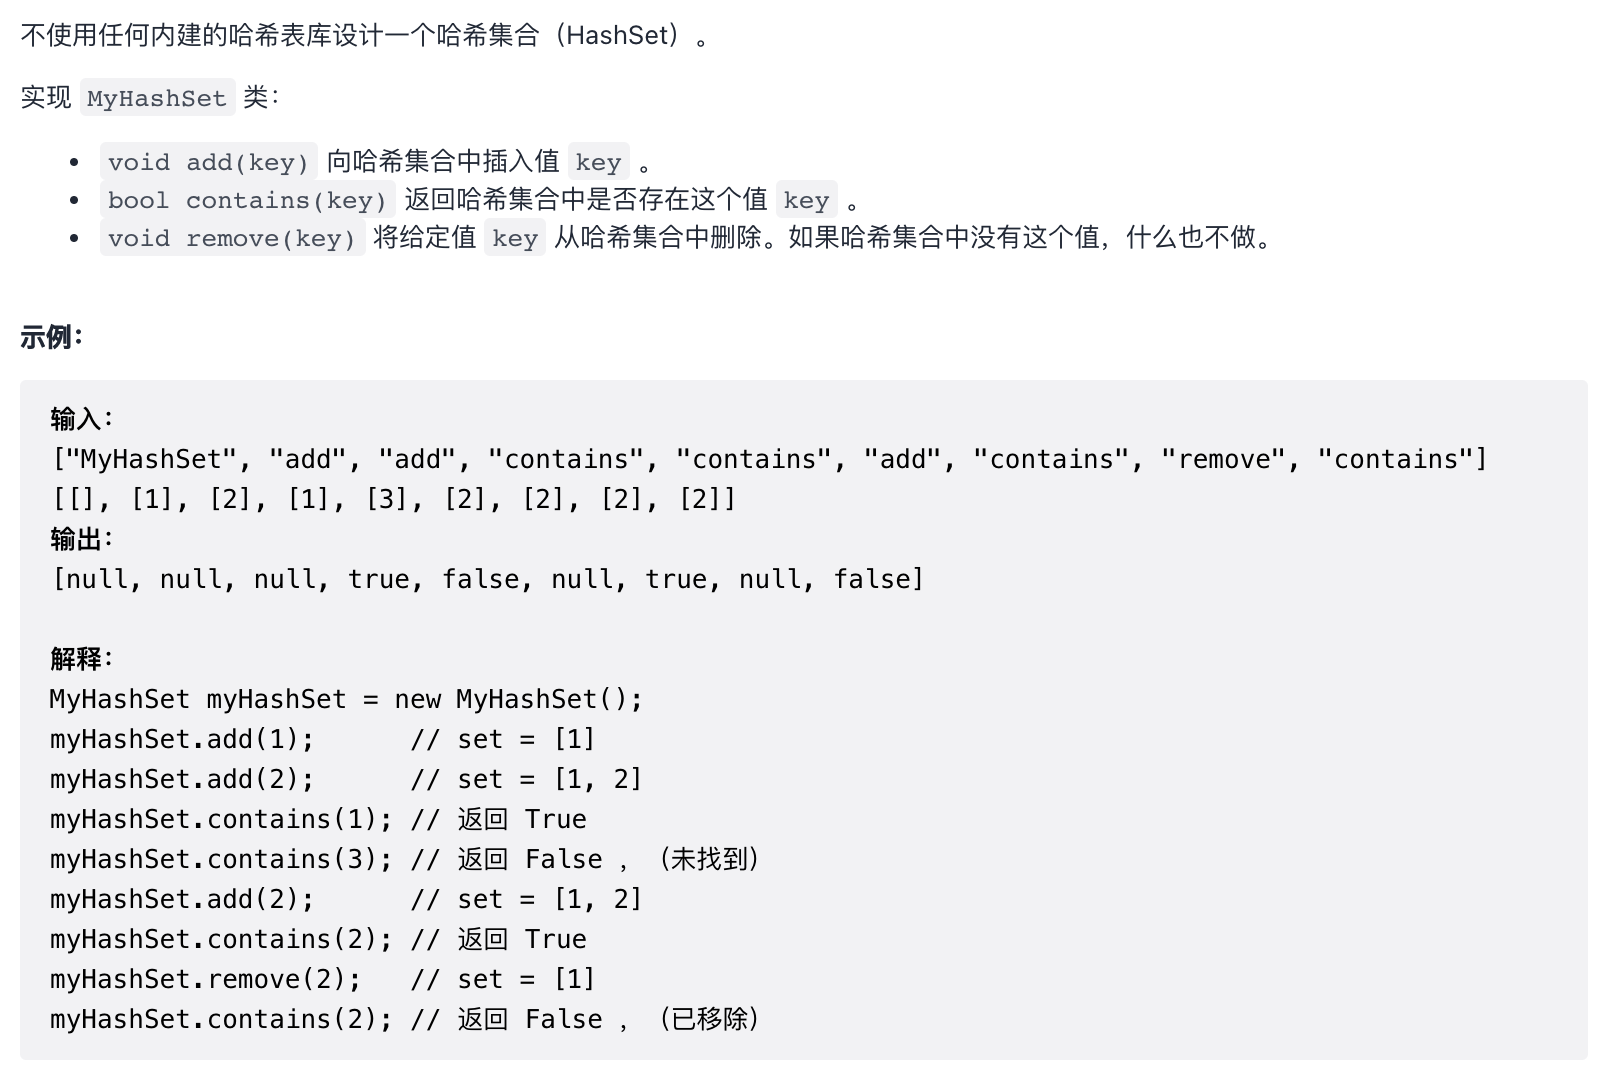 不使用任何内建的哈希表库设计一个哈希集合（HashSet）。
实现 MyHashSet 类：
• void add(key) 向哈希集合中插入值 key 。
• bool contains(key) 返回哈希集合中是否存在这个值 key 。
• void remove(key) 将给定值 key 从哈希集合中删除。如果哈希集合中没有这个值，什么也不做。
示例：
输入：
["MyHashSet", "add", "add", "contains", "contains", "add", "contains", "remove", "contains"]
[[], [1], [2], [1], [3], [2], [2], [2], [2]]
输出：
[null, null, null, true, false, null, true, null, false]
解释：
MyHashSet myHashSet = new MyHashSet();
myHashSet.add(1);      // set = [1]
myHashSet.add(2);      // set = [1, 2]
myHashSet.contains(1); // 返回 True
myHashSet.contains(3); // 返回 False ，（未找到）
myHashSet.add(2);      // set = [1, 2]
myHashSet.contains(2); // 返回 True
myHashSet.remove(2);   // set = [1]
myHashSet.contains(2); // 返回 False ，（已移除）